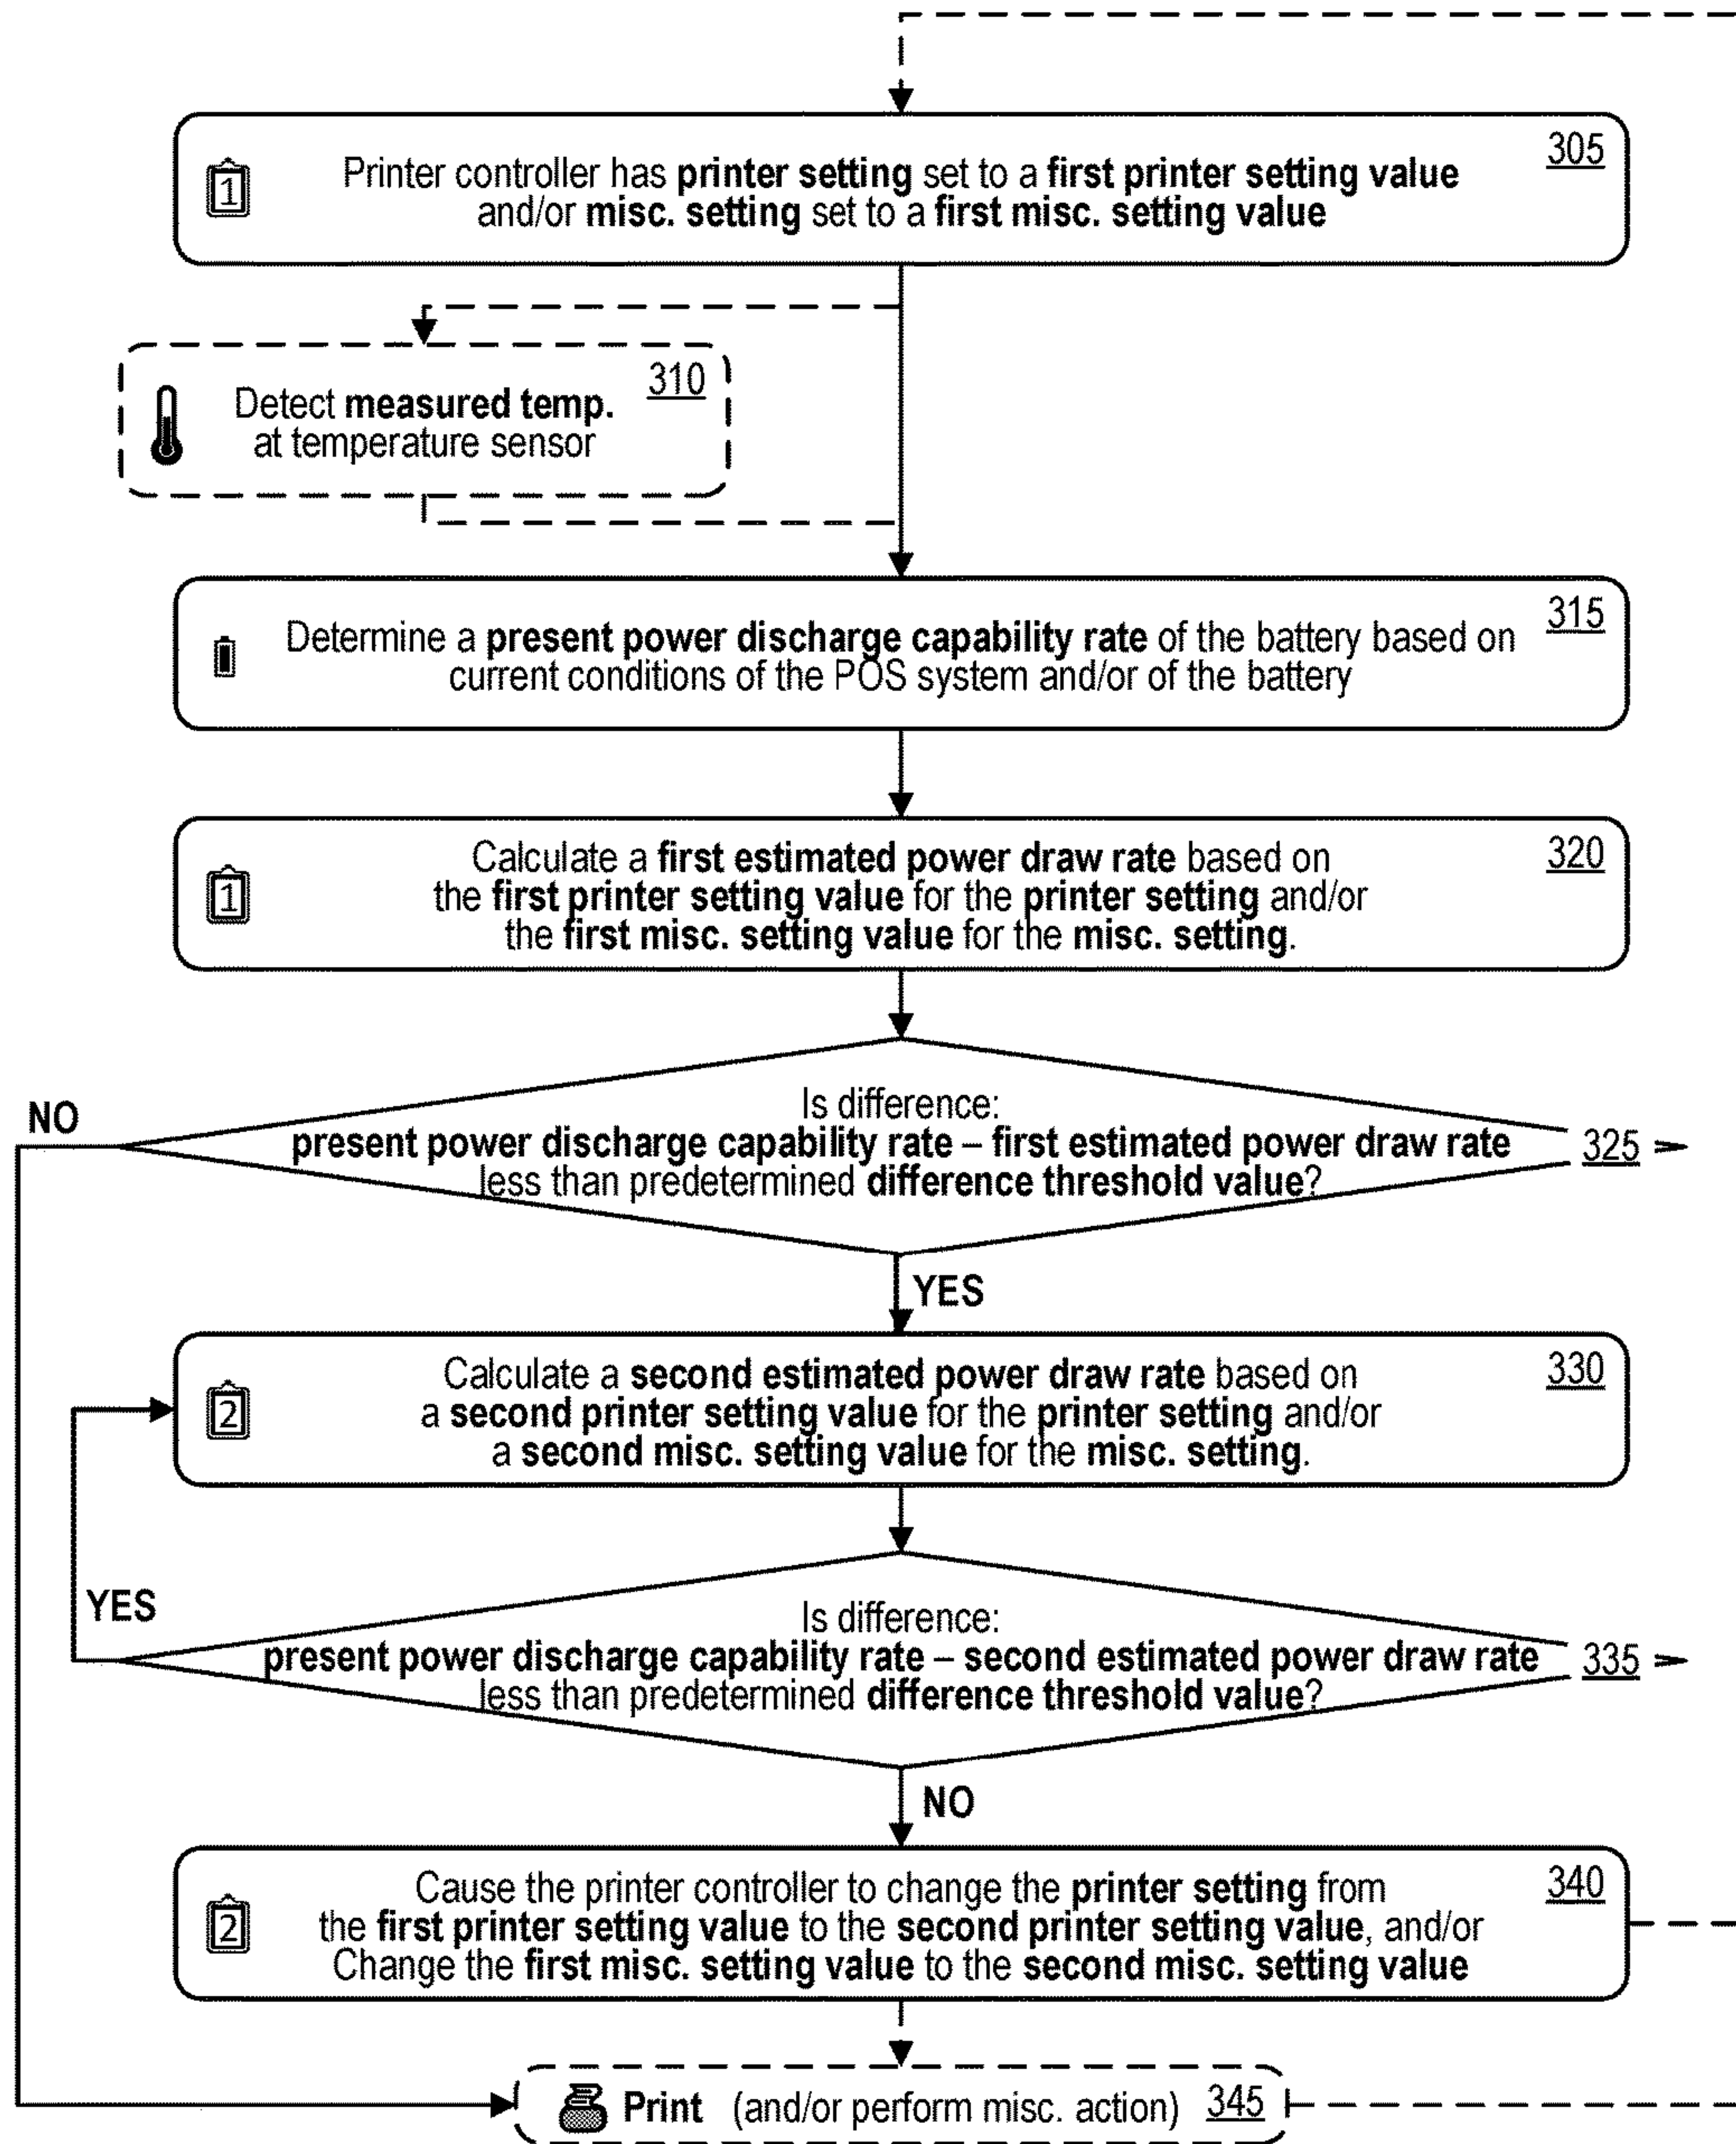 305
1
Printer controller has printer setting set to a first printer setting value
and/or misc. setting set to a first misc. setting value
310
Detect measured temp.
at temperature sensor
315
Determine a present power discharge capability rate of the battery based on
current conditions of the POS system and/or of the battery
320
1
Calculate a first estimated power draw rate based on
the first printer setting value for the printer setting and/or
the first misc. setting value for the misc. setting.
NO
Is difference:
present power discharge capability rate – first estimated power draw rate
less than predetermined difference threshold value?
325
YES
330
2
Calculate a second estimated power draw rate based on
a second printer setting value for the printer setting and/or
a second misc. setting value for the misc. setting.
YES
Is difference:
present power discharge capability rate – second estimated power draw rate
less than predetermined difference threshold value?
335
NO
340
2
Cause the printer controller to change the printer setting from
the first printer setting value to the second printer setting value, and/or
Change the first misc. setting value to the second misc. setting value
Print (and/or perform misc. action) 345